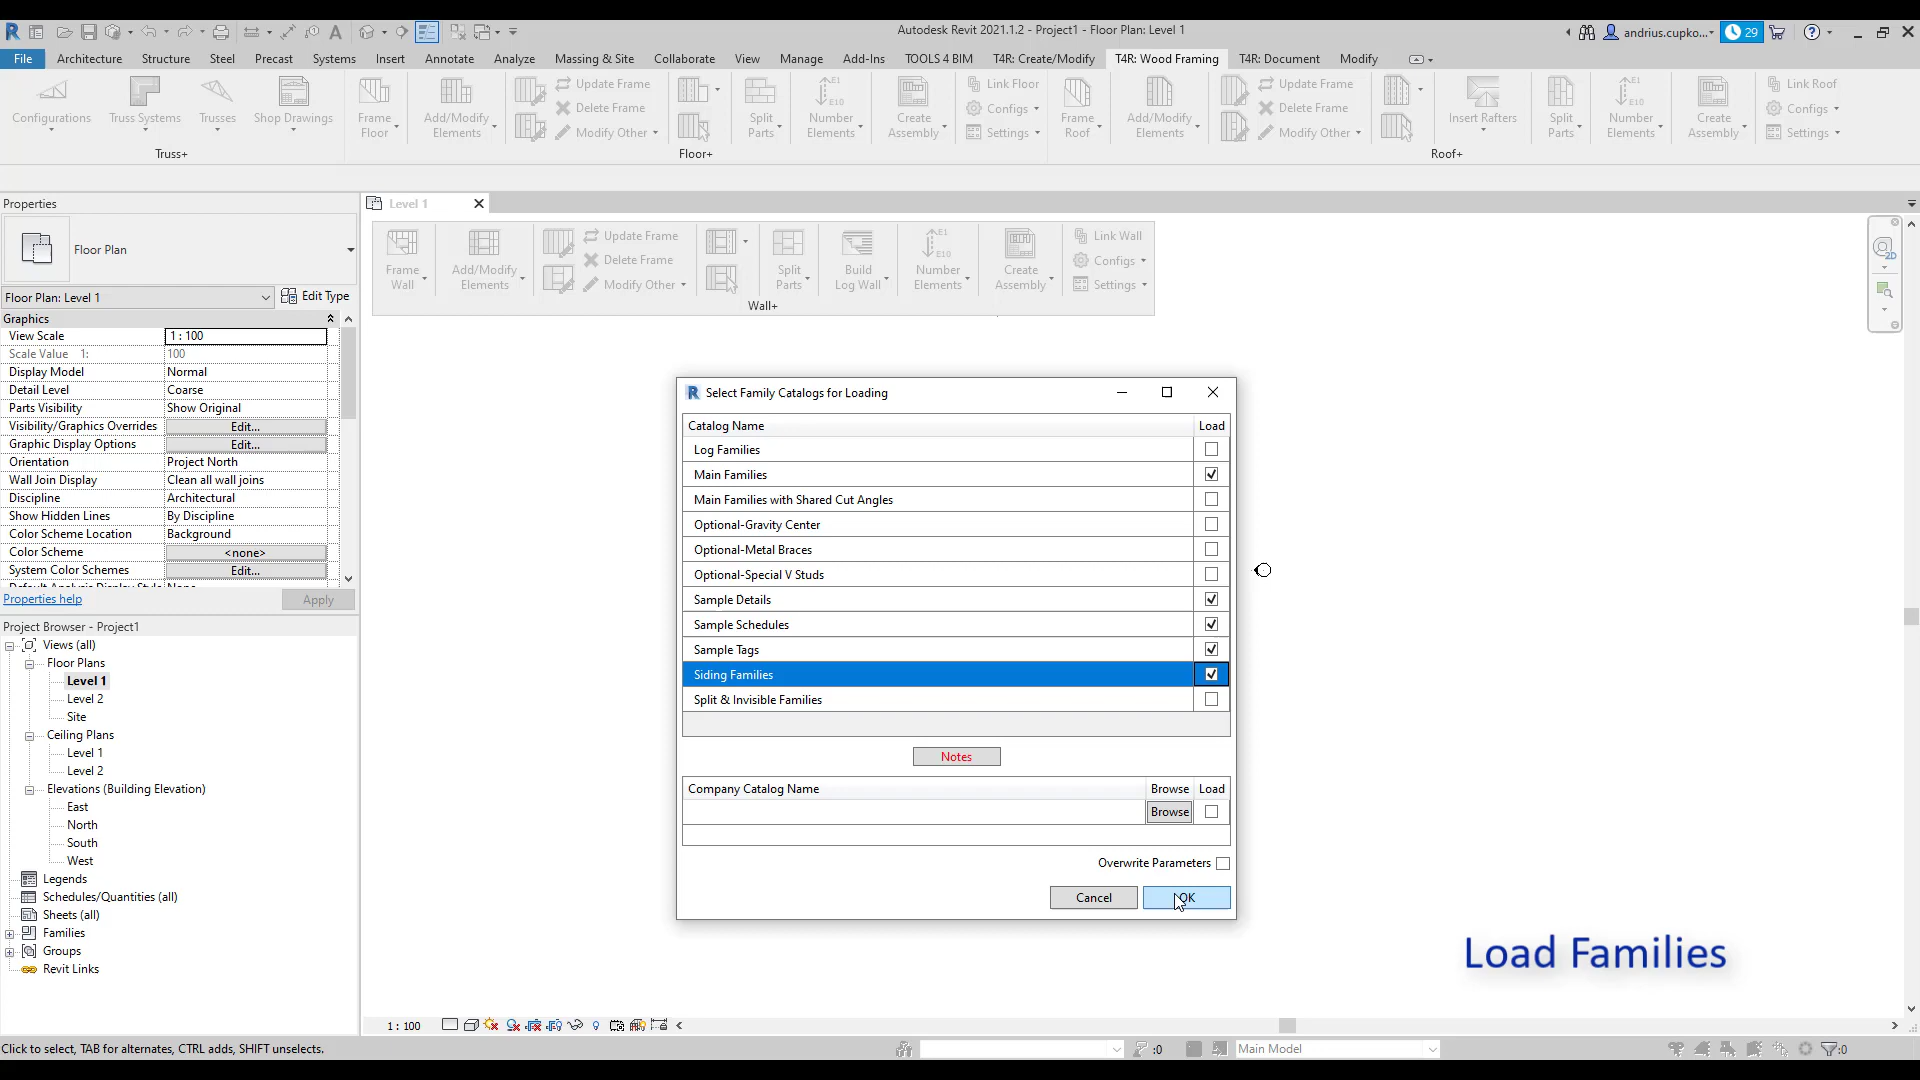 Autodesk Revit 2021.1.2 - Project1 - Floor Plan: Level 1
andrius.cupko...
29
File Architecture Structure Steel Precast Systems Insert Annotate Analyze Massing & Site Collaborate View Manage Add-Ins TOOLS 4 BIM T4R: Create/Modify T4R: Wood Framing T4R: Document Modify
Configurations
Truss Systems
Trusses
Shop Drawings
Truss+
Frame Floor
Add/Modify Elements
Update Frame
Delete Frame
Modify Other
Split Parts
Number Elements
Create Assembly
Link Floor
Configs
Settings
Floor+
Frame Roof
Add/Modify Elements
Update Frame
Delete Frame
Modify Other
Insert Rafters
Split Parts
Number Elements
Create Assembly
Link Roof
Configs
Settings
Roof+
Properties
Floor Plan
Floor Plan: Level 1 Edit Type
Graphics
View Scale 1 : 100
Scale Value 1: 100
Display Model Normal
Detail Level Coarse
Parts Visibility Show Original
Visibility/Graphics Overrides Edit...
Graphic Display Options Edit...
Orientation Project North
Wall Join Display Clean all wall joins
Discipline Architectural
Show Hidden Lines By Discipline
Color Scheme Location Background
Color Scheme <none>
System Color Schemes Edit...
Properties help Apply
Project Browser - Project1
Views (all)
Floor Plans
Level 1
Level 2
Site
Ceiling Plans
Level 1
Level 2
Elevations (Building Elevation)
East
North
South
West
Legends
Schedules/Quantities (all)
Sheets (all)
Families
Groups
Revit Links
Level 1
Frame Wall
Add/Modify Elements
Update Frame
Delete Frame
Modify Other
Split Parts
Build Log Wall
Number Elements
Create Assembly
Link Wall
Configs
Settings
Wall+
2D
Select Family Catalogs for Loading
Catalog Name Load
Log Families
Main Families
Main Families with Shared Cut Angles
Optional-Gravity Center
Optional-Metal Braces
Optional-Special V Studs
Sample Details
Sample Schedules
Sample Tags
Siding Families
Split & Invisible Families
Notes
Company Catalog Name Browse Load
Browse
Overwrite Parameters
Cancel OK
Load Families
1 : 100
Click to select, TAB for alternates, CTRL adds, SHIFT unselects.
:0
Main Model
:0